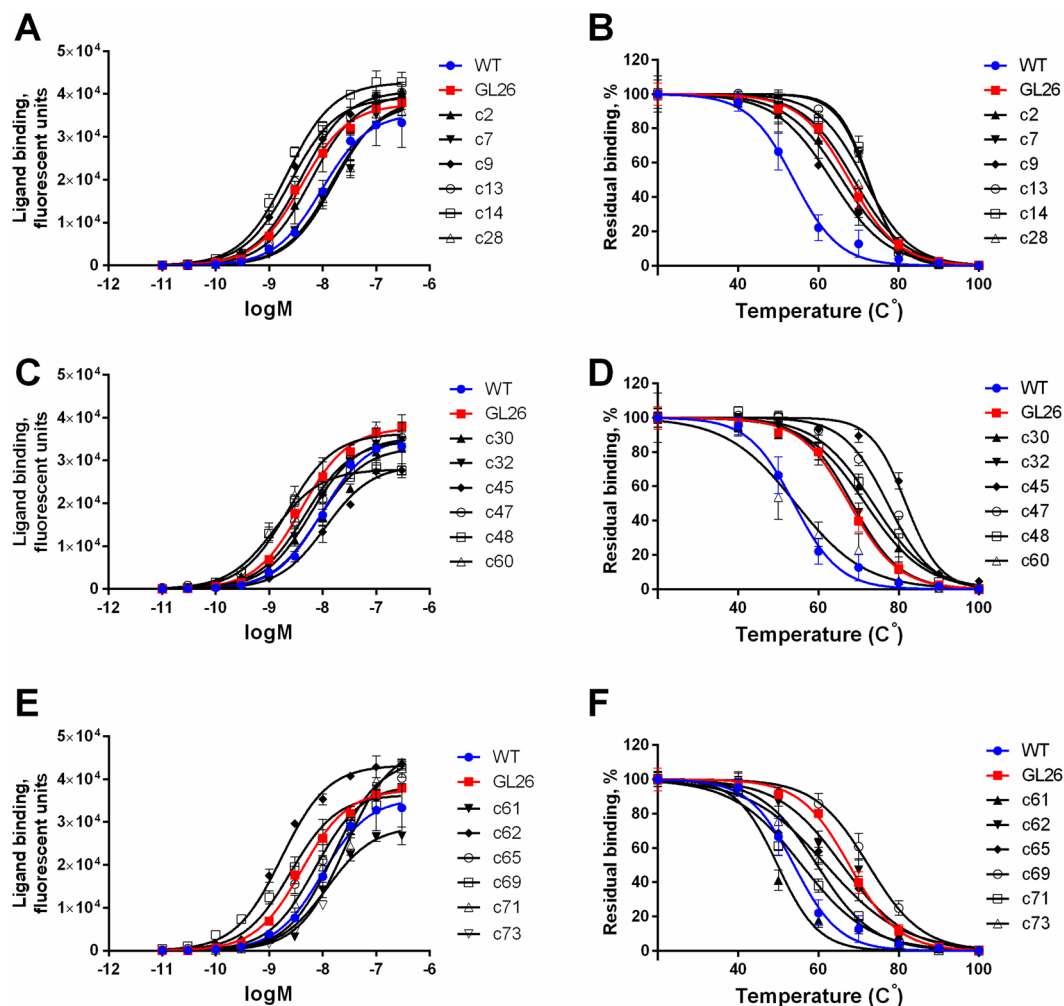 A
Ligand binding,
fluorescent units
5×10⁴
4×10⁴
3×10⁴
2×10⁴
1×10⁴
0
-12 -11 -10 -9 -8 -7 -6
logM
WT
GL26
c2
c7
c9
c13
c14
c28
B
Residual binding, %
120
100
80
60
40
20
0
40 60 80 100
Temperature (C°)
WT
GL26
c2
c7
c9
c13
c14
c28
C
Ligand binding,
fluorescent units
5×10⁴
4×10⁴
3×10⁴
2×10⁴
1×10⁴
0
-12 -11 -10 -9 -8 -7 -6
logM
WT
GL26
c30
c32
c45
c47
c48
c60
D
Residual binding, %
120
100
80
60
40
20
0
40 60 80 100
Temperature (C°)
WT
GL26
c30
c32
c45
c47
c48
c60
E
Ligand binding,
fluorescent units
5×10⁴
4×10⁴
3×10⁴
2×10⁴
1×10⁴
0
-12 -11 -10 -9 -8 -7 -6
logM
WT
GL26
c61
c62
c65
c69
c71
c73
F
Residual binding, %
120
100
80
60
40
20
0
40 60 80 100
Temperature (C°)
WT
GL26
c61
c62
c65
c69
c71
c73